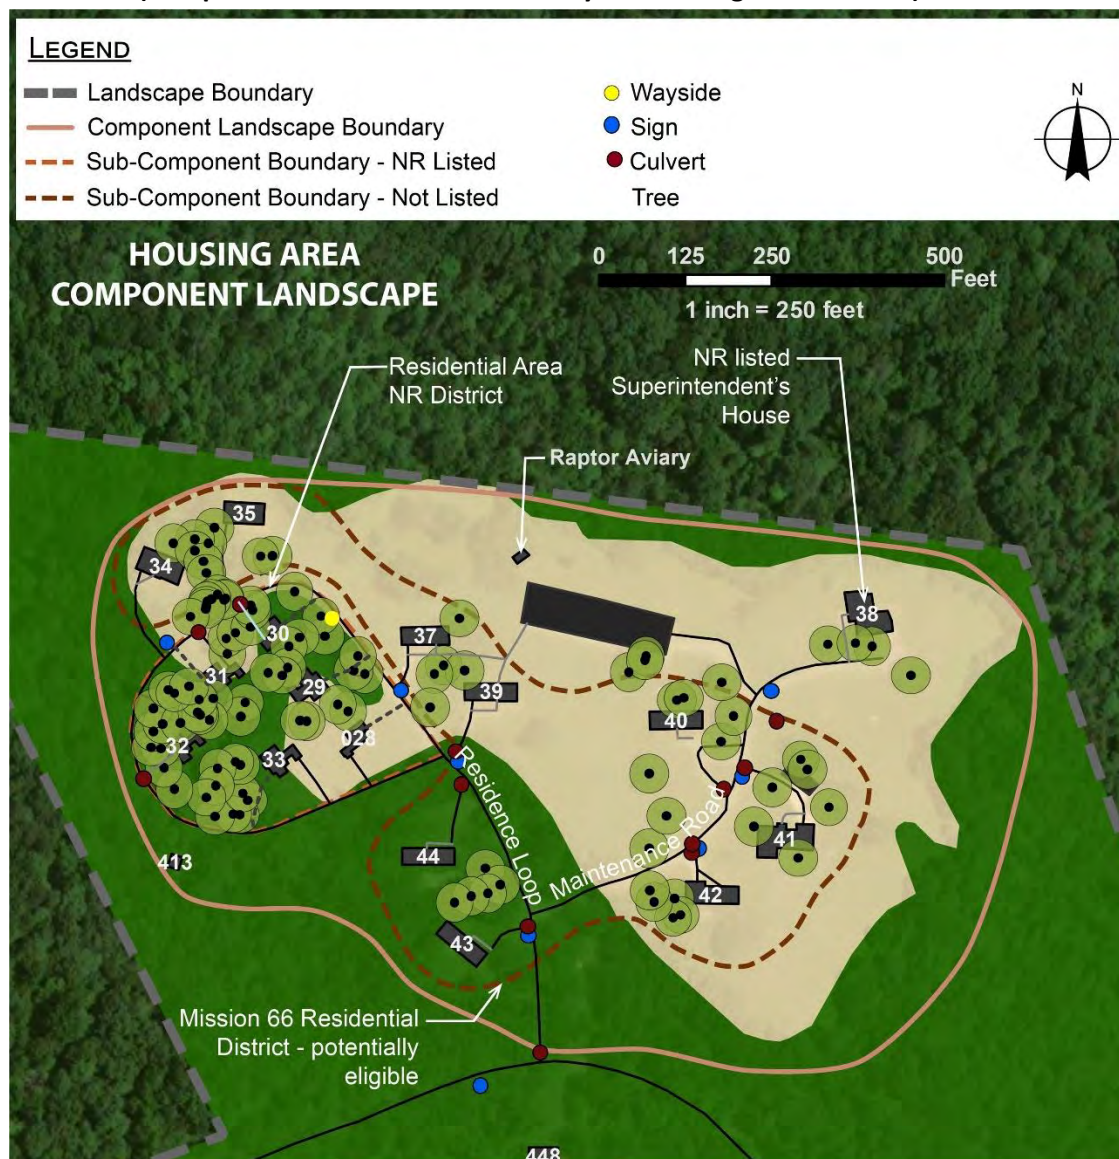 LEGEND
Landscape Boundary
Component Landscape Boundary
Sub-Component Boundary - NR Listed
Sub-Component Boundary - Not Listed
Wayside
Sign
Culvert
Tree
N
HOUSING AREA
COMPONENT LANDSCAPE
0 125 250 500
Feet
1 inch = 250 feet
Residential Area
NR District
NR listed
Superintendent's
House
Raptor Aviary
35
34
38
30
37
31
29
39
40
028
32
33
Residence Loop
Maintenance Road
41
44
413
42
43
Mission 66 Residential
District - potentially
eligible
448